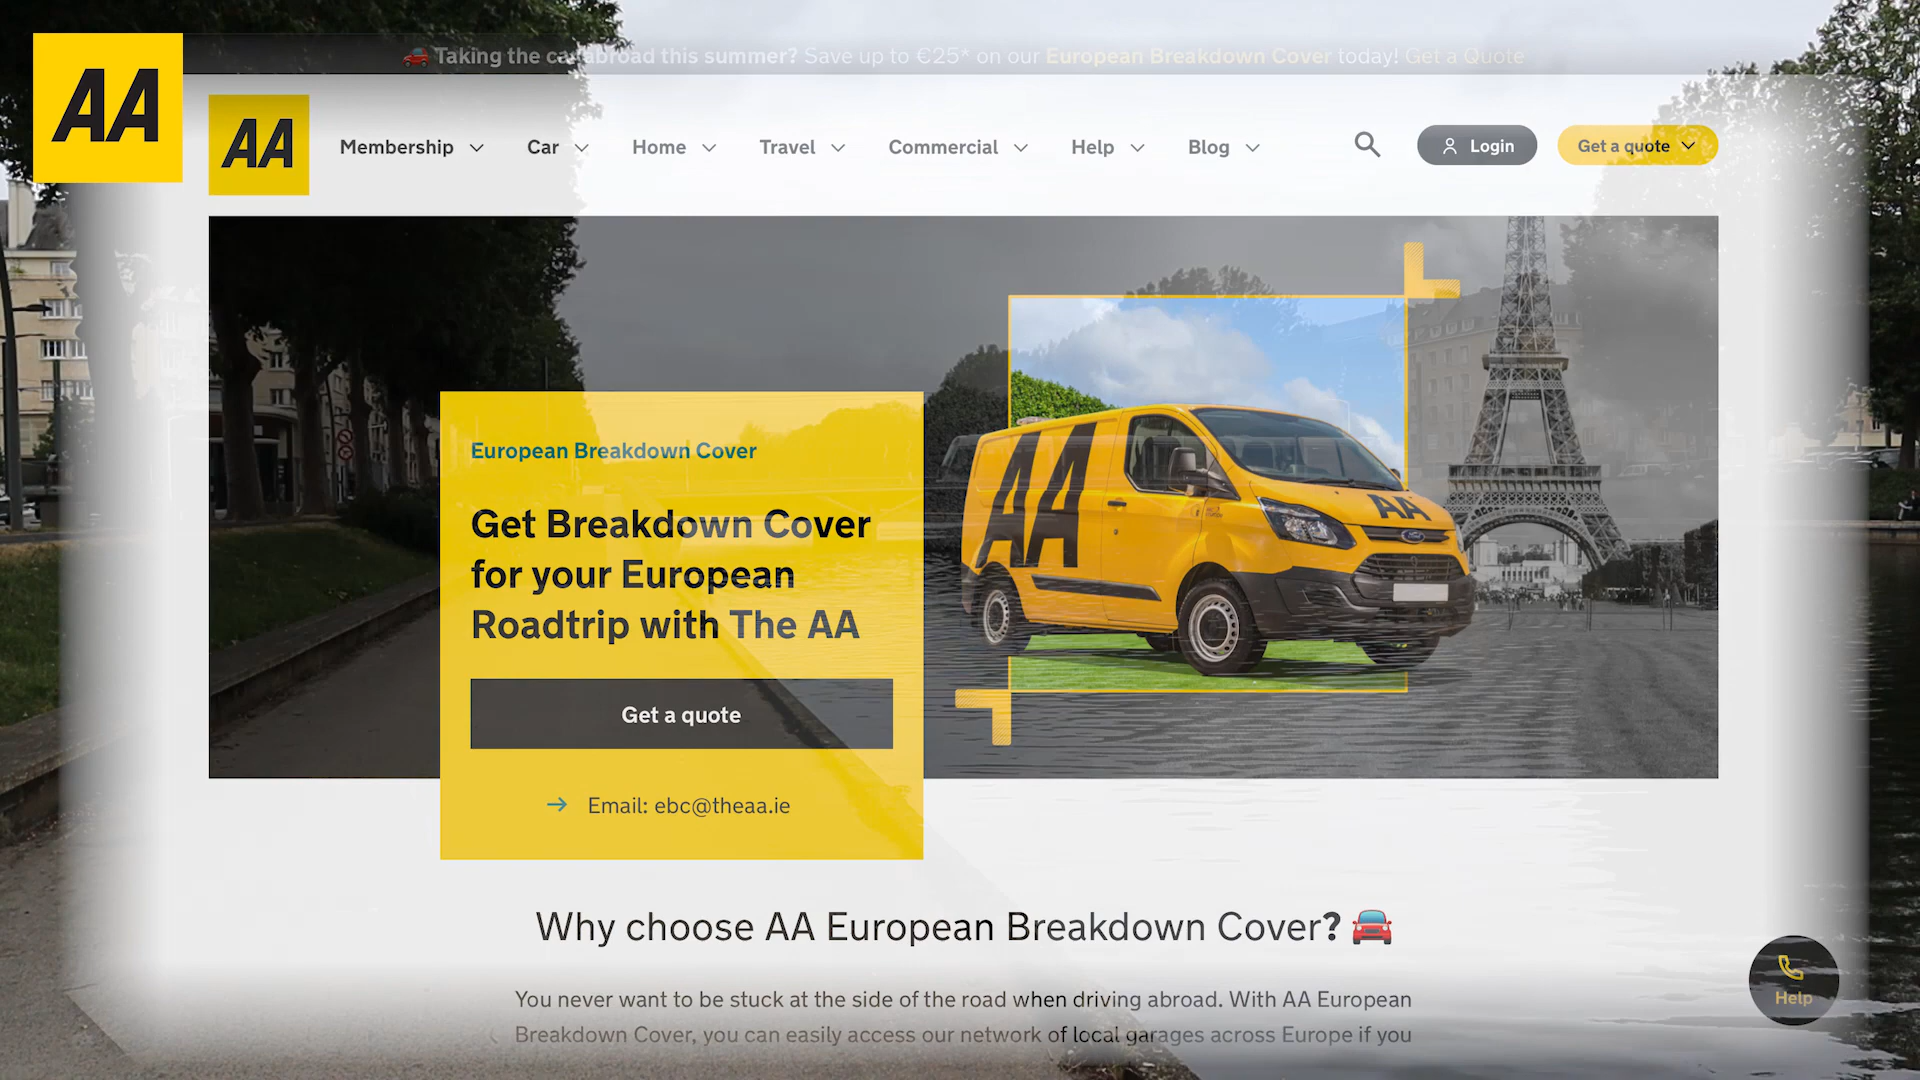 🚗 Taking the car abroad this summer? Save up to €25* on our European Breakdown Cover today! Get a Quote
AA
AA
Membership
Car
Home
Travel
Commercial
Help
Blog
Login
Get a quote
European Breakdown Cover
Get Breakdown Cover
for your European
Roadtrip with The AA
Get a quote
→ Email: ebc@theaa.ie
AA
AA
Why choose AA European Breakdown Cover? 🚘
You never want to be stuck at the side of the road when driving abroad. With AA European
Breakdown Cover, you can easily access our network of local garages across Europe if you
Help